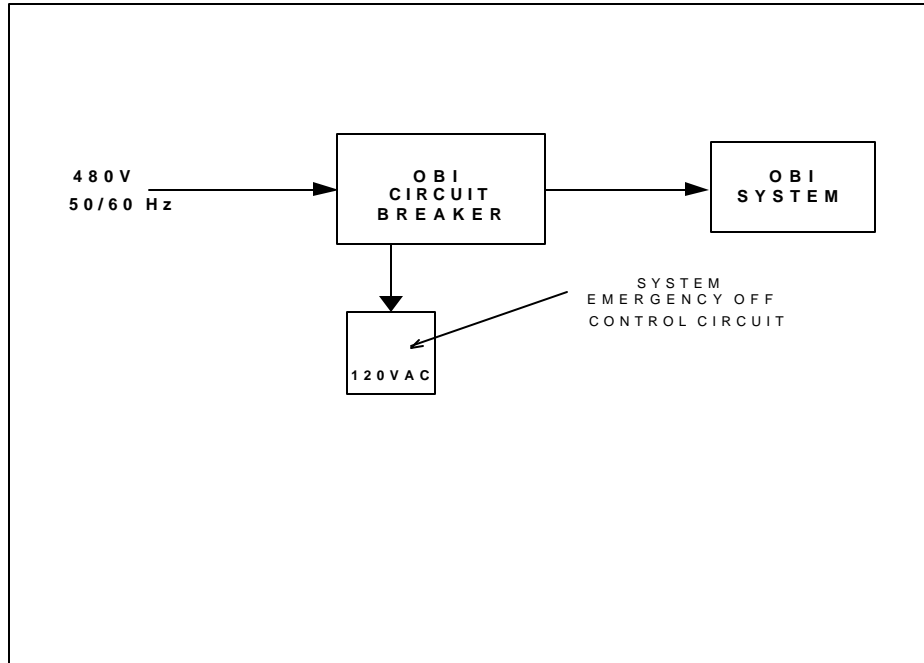 480V
50/60 Hz
OBI
CIRCUIT
BREAKER
OBI
SYSTEM
SYSTEM
EMERGENCY OFF
CONTROL CIRCUIT
120VAC